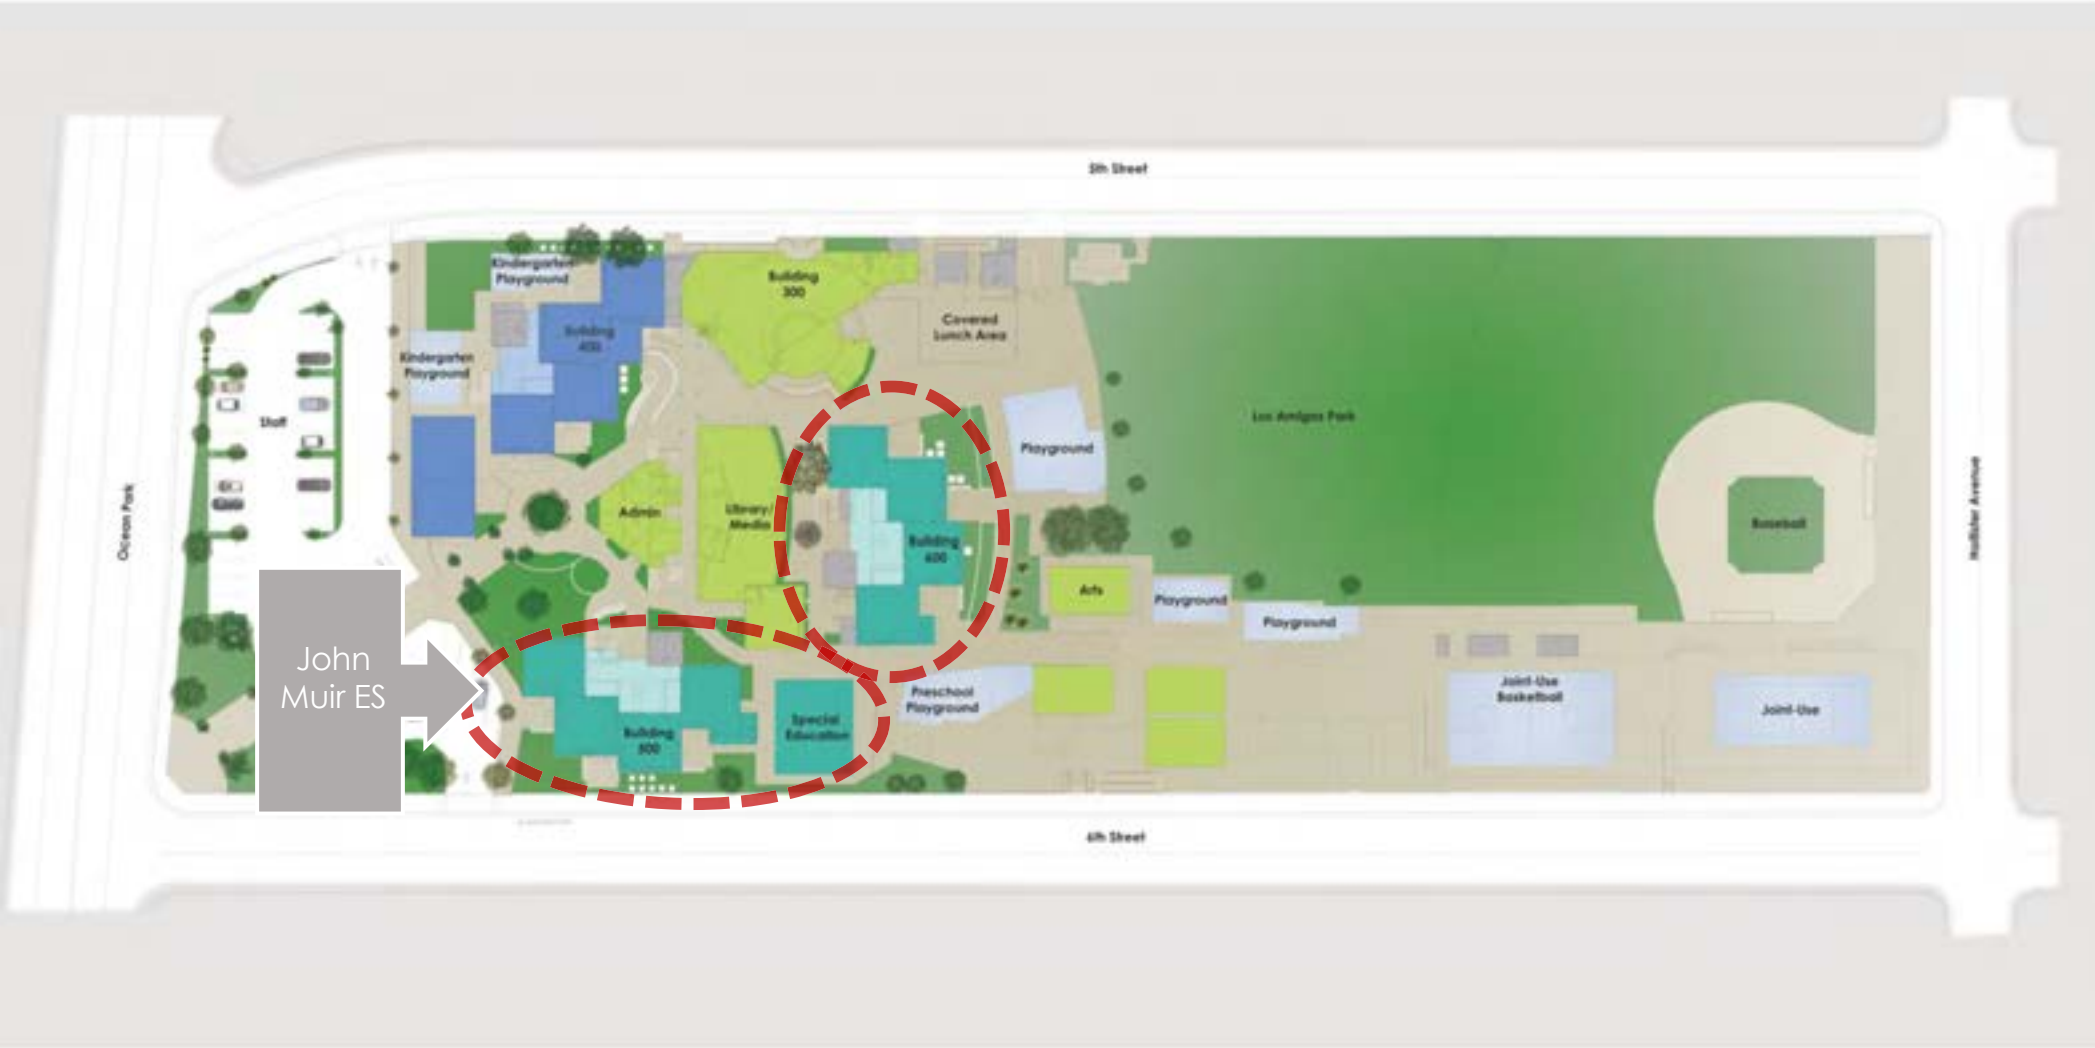 5th Street
Kindergarten
Playground
Building
300
Building
400
Covered
Lunch Area
Kindergarten
Playground
Staff
Los Amigos Park
Playground
Ocean Park
Admin
Library/
Media
Building
600
Baseball
Hollister Avenue
Arts
Playground
Playground
John
Muir ES
Building
500
Special
Education
Preschool
Playground
Joint-Use
Basketball
Joint-Use
6th Street